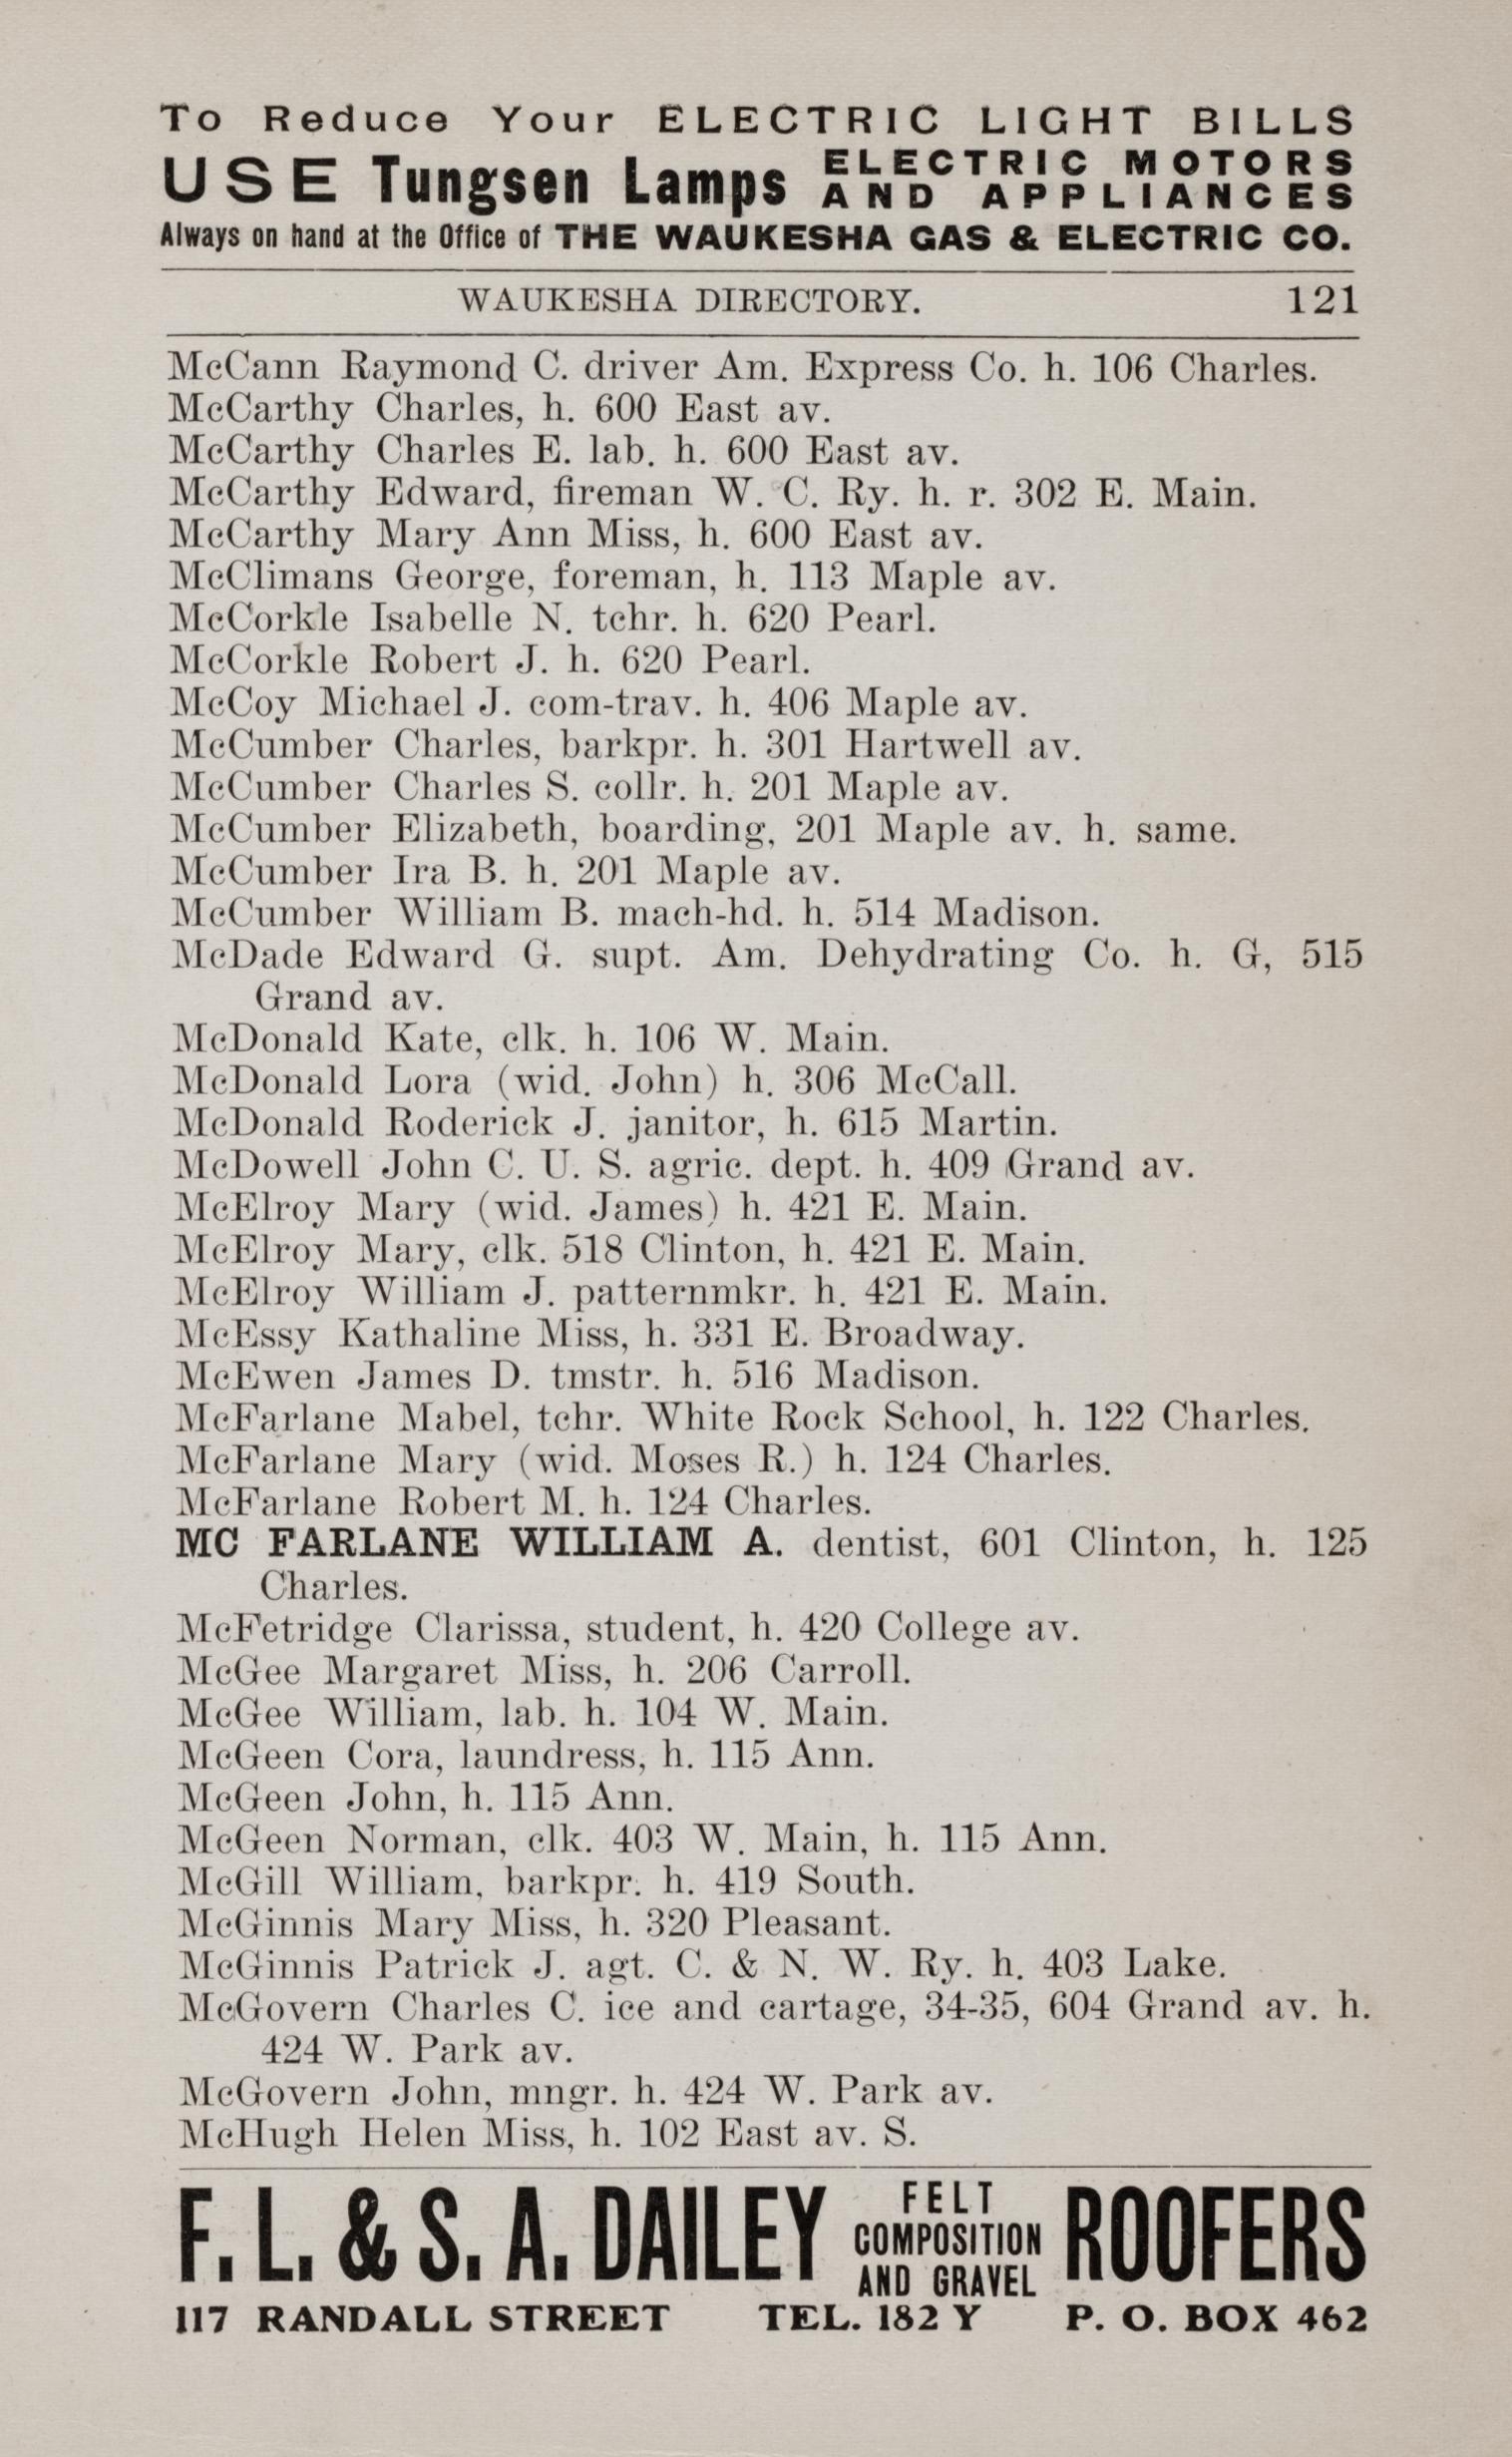 To Reduce Your ELECTRIC LIGHT BILLS
USE Tungsen Lamps ELECTRIC MOTORS AND APPLIANCES
Always on hand at the Office of THE WAUKESHA GAS & ELECTRIC CO.
WAUKESHA DIRECTORY. 121
McCann Raymond C. driver Am. Express Co. h. 106 Charles.
McCarthy Charles, h. 600 East av.
McCarthy Charles E. lab. h. 600 East av.
McCarthy Edward, fireman W. C. Ry. h. r. 302 E. Main.
McCarthy Mary Ann Miss, h. 600 East av.
McClimans George, foreman, h. 113 Maple av.
McCorkle Isabelle N. tchr. h. 620 Pearl.
McCorkle Robert J. h. 620 Pearl.
McCoy Michael J. com-trav. h. 406 Maple av.
McCumber Charles, barkpr. h. 301 Hartwell av.
McCumber Charles S. collr. h. 201 Maple av.
McCumber Elizabeth, boarding, 201 Maple av. h. same.
McCumber Ira B. h. 201 Maple av.
McCumber William B. mach-hd. h. 514 Madison.
McDade Edward G. supt. Am. Dehydrating Co. h. G, 515
Grand av.
McDonald Kate, clk. h. 106 W. Main.
McDonald Lora (wid. John) h. 306 McCall.
McDonald Roderick J. janitor, h. 615 Martin.
McDowell John C. U. S. agric. dept. h. 409 Grand av.
McElroy Mary (wid. James) h. 421 E. Main.
McElroy Mary, clk. 518 Clinton, h. 421 E. Main.
McElroy William J. patternmkr. h. 421 E. Main.
McEssy Kathaline Miss, h. 331 E. Broadway.
McEwen James D. tmstr. h. 516 Madison.
McFarlane Mabel, tchr. White Rock School, h. 122 Charles.
McFarlane Mary (wid. Moses R.) h. 124 Charles.
McFarlane Robert M. h. 124 Charles.
MC FARLANE WILLIAM A. dentist, 601 Clinton, h. 125
Charles.
McFetridge Clarissa, student, h. 420 College av.
McGee Margaret Miss, h. 206 Carroll.
McGee William, lab. h. 104 W. Main.
McGeen Cora, laundress, h. 115 Ann.
McGeen John, h. 115 Ann.
McGeen Norman, clk. 403 W. Main, h. 115 Ann.
McGill William, barkpr. h. 419 South.
McGinnis Mary Miss, h. 320 Pleasant.
McGinnis Patrick J. agt. C. & N. W. Ry. h. 403 Lake.
McGovern Charles C. ice and cartage, 34-35, 604 Grand av. h.
424 W. Park av.
McGovern John, mngr. h. 424 W. Park av.
McHugh Helen Miss, h. 102 East av. S.
F. L. & S. A. DAILEY FELT COMPOSITION AND GRAVEL ROOFERS
117 RANDALL STREET TEL. 182 Y P. O. BOX 462